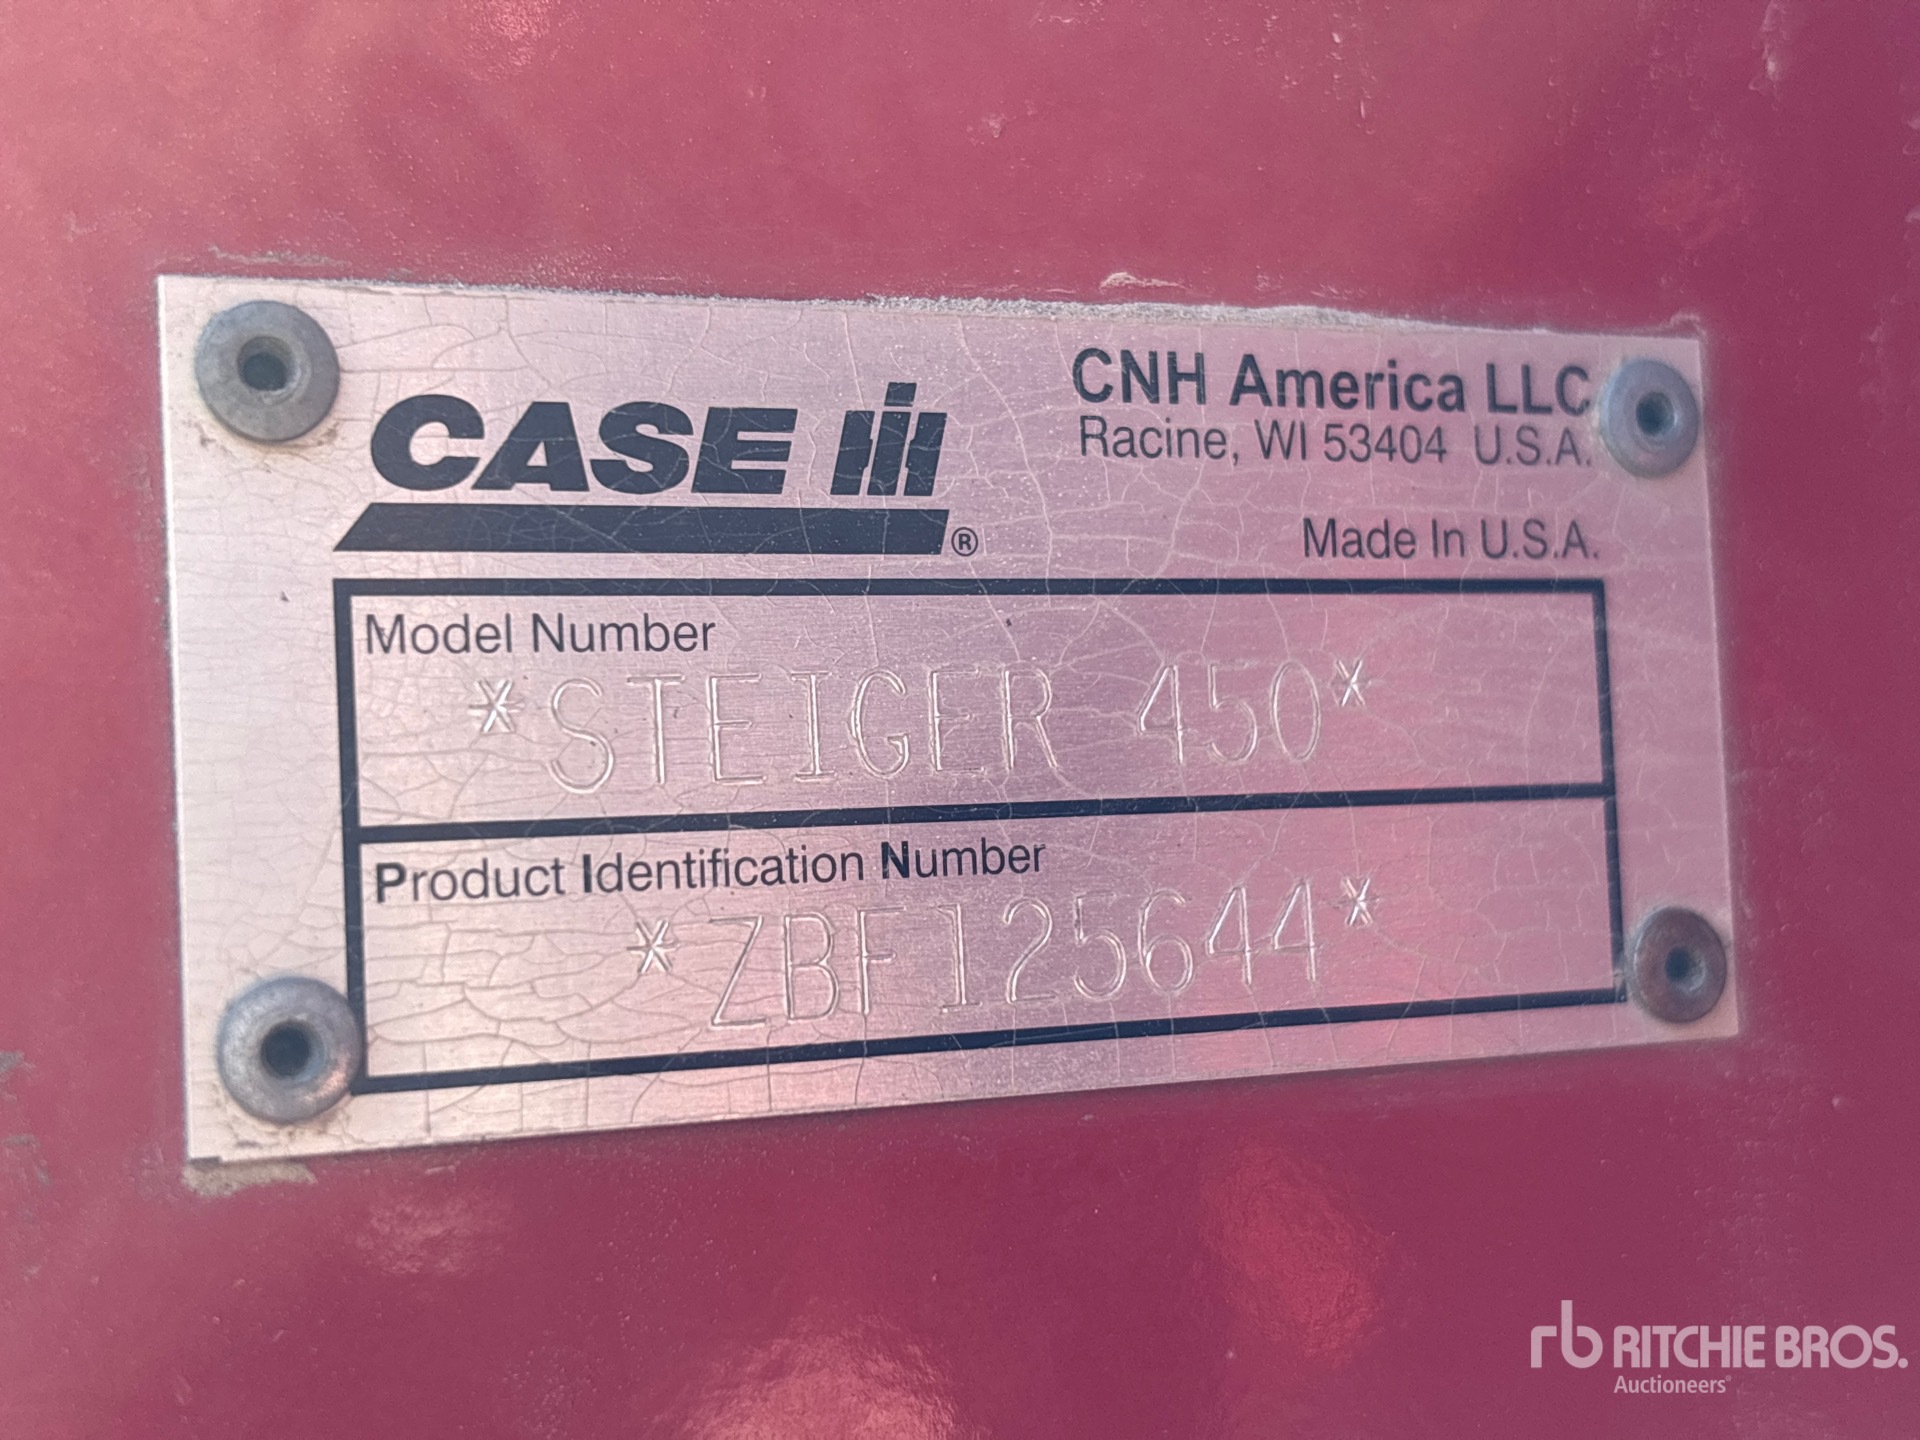 CASE IH
®
CNH America LLC
Racine, WI 53404 U.S.A.
Made In U.S.A.
Model Number
*STEIGER 450*
Product Identification Number
*ZBF125644*
rb RITCHIE BROS.
Auctioneers®